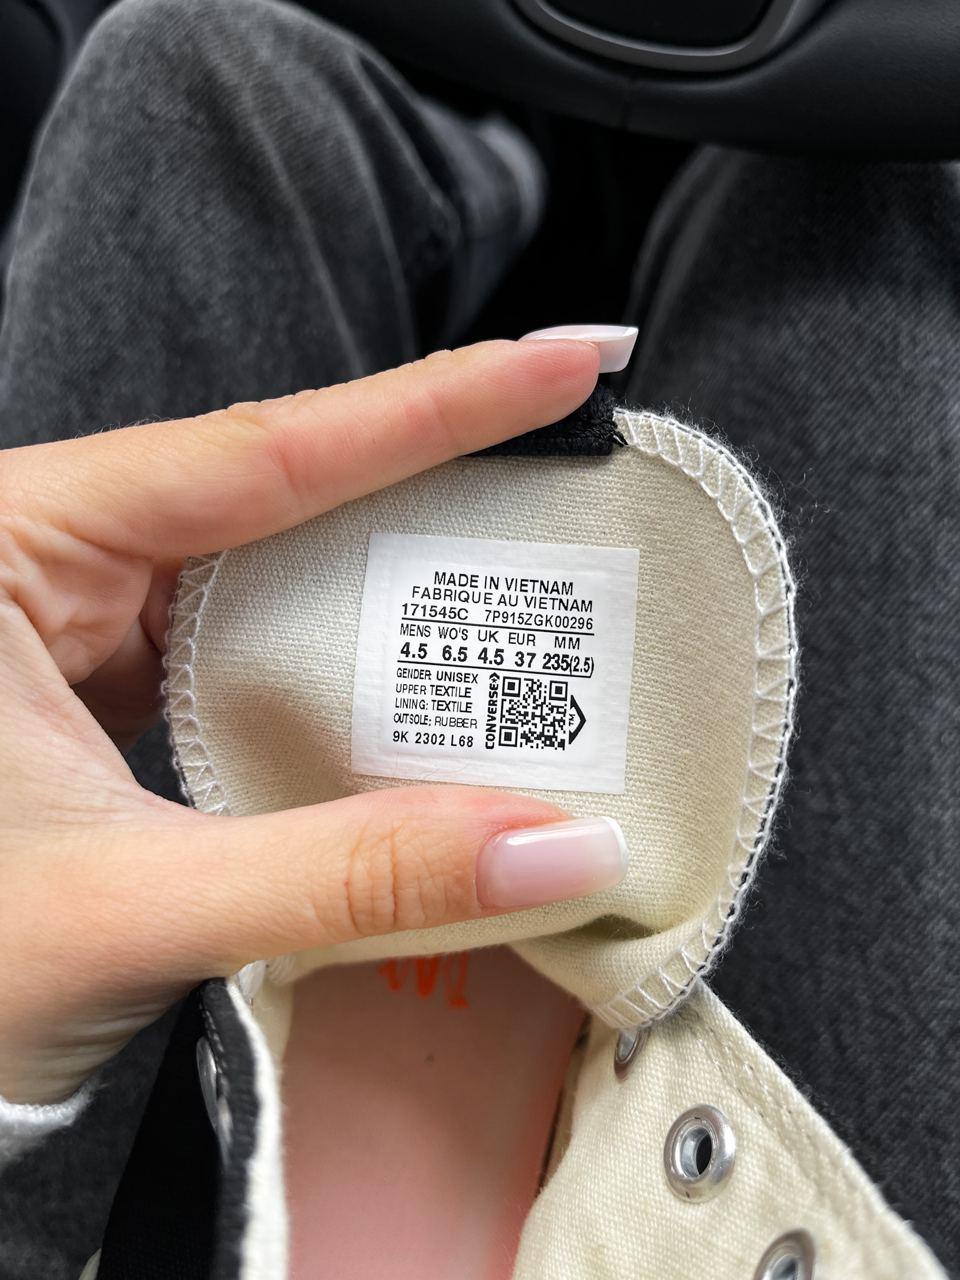 MADE IN VIETNAM
FABRIQUE AU VIETNAM
171545C 7P915ZGK00296
MENS WO'S UK EUR MM
4.5 6.5 4.5 37 235(2.5)
GENDER: UNISEX
UPPER: TEXTILE
LINING: TEXTILE
OUTSOLE: RUBBER
9K 2302 L68
CONVERSE
TM